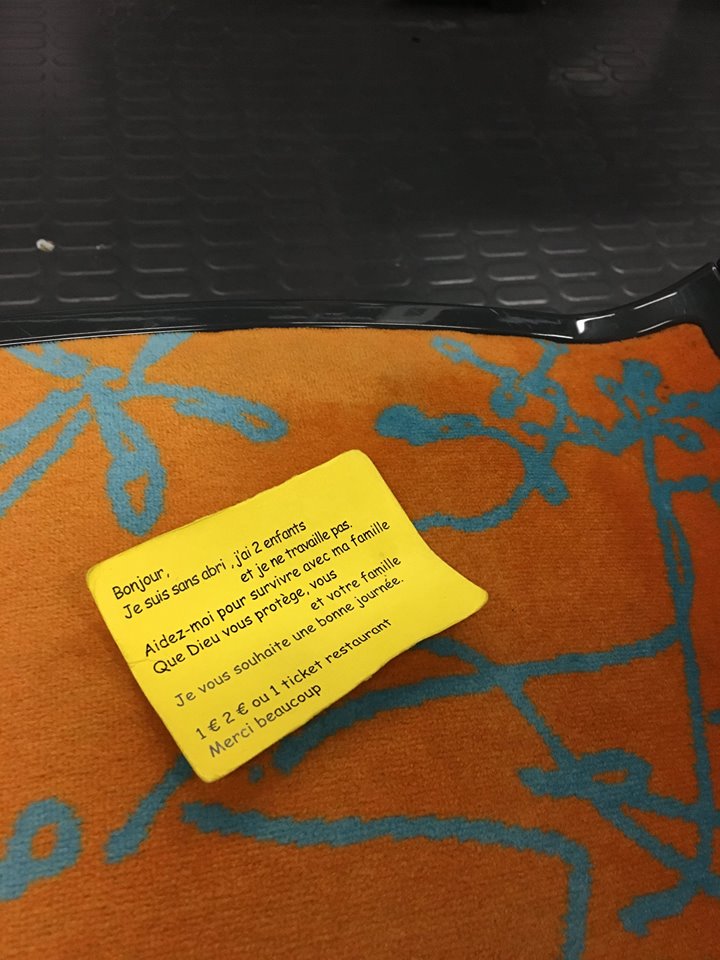 Bonjour,
Je suis sans abri , j'ai 2 enfants
et je ne travaille pas.
Aidez-moi pour survivre avec ma famille
Que Dieu vous protège, vous
et votre famille
Je vous souhaite une bonne journée.
1 € 2 € ou 1 ticket restaurant
Merci beaucoup